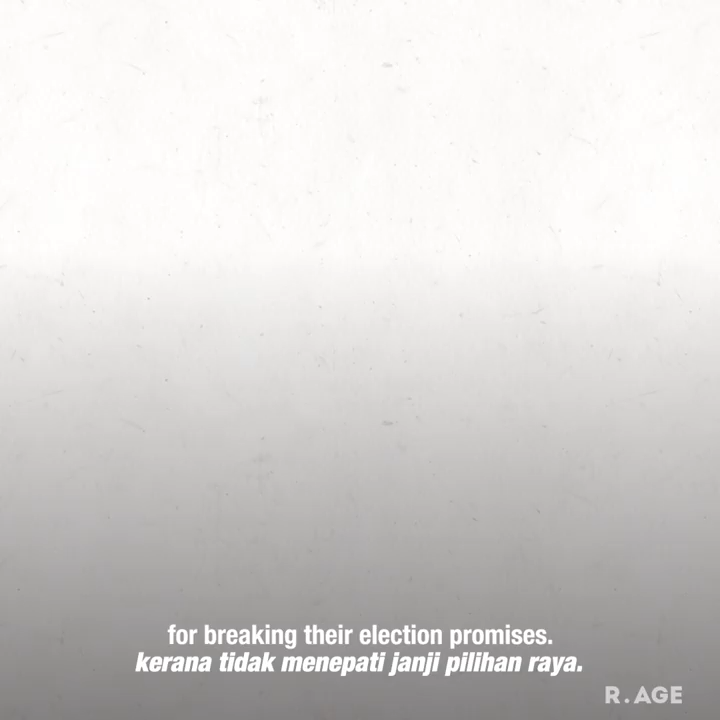 for breaking their election promises.
kerana tidak menepati janji pilihan raya.
R.AGE